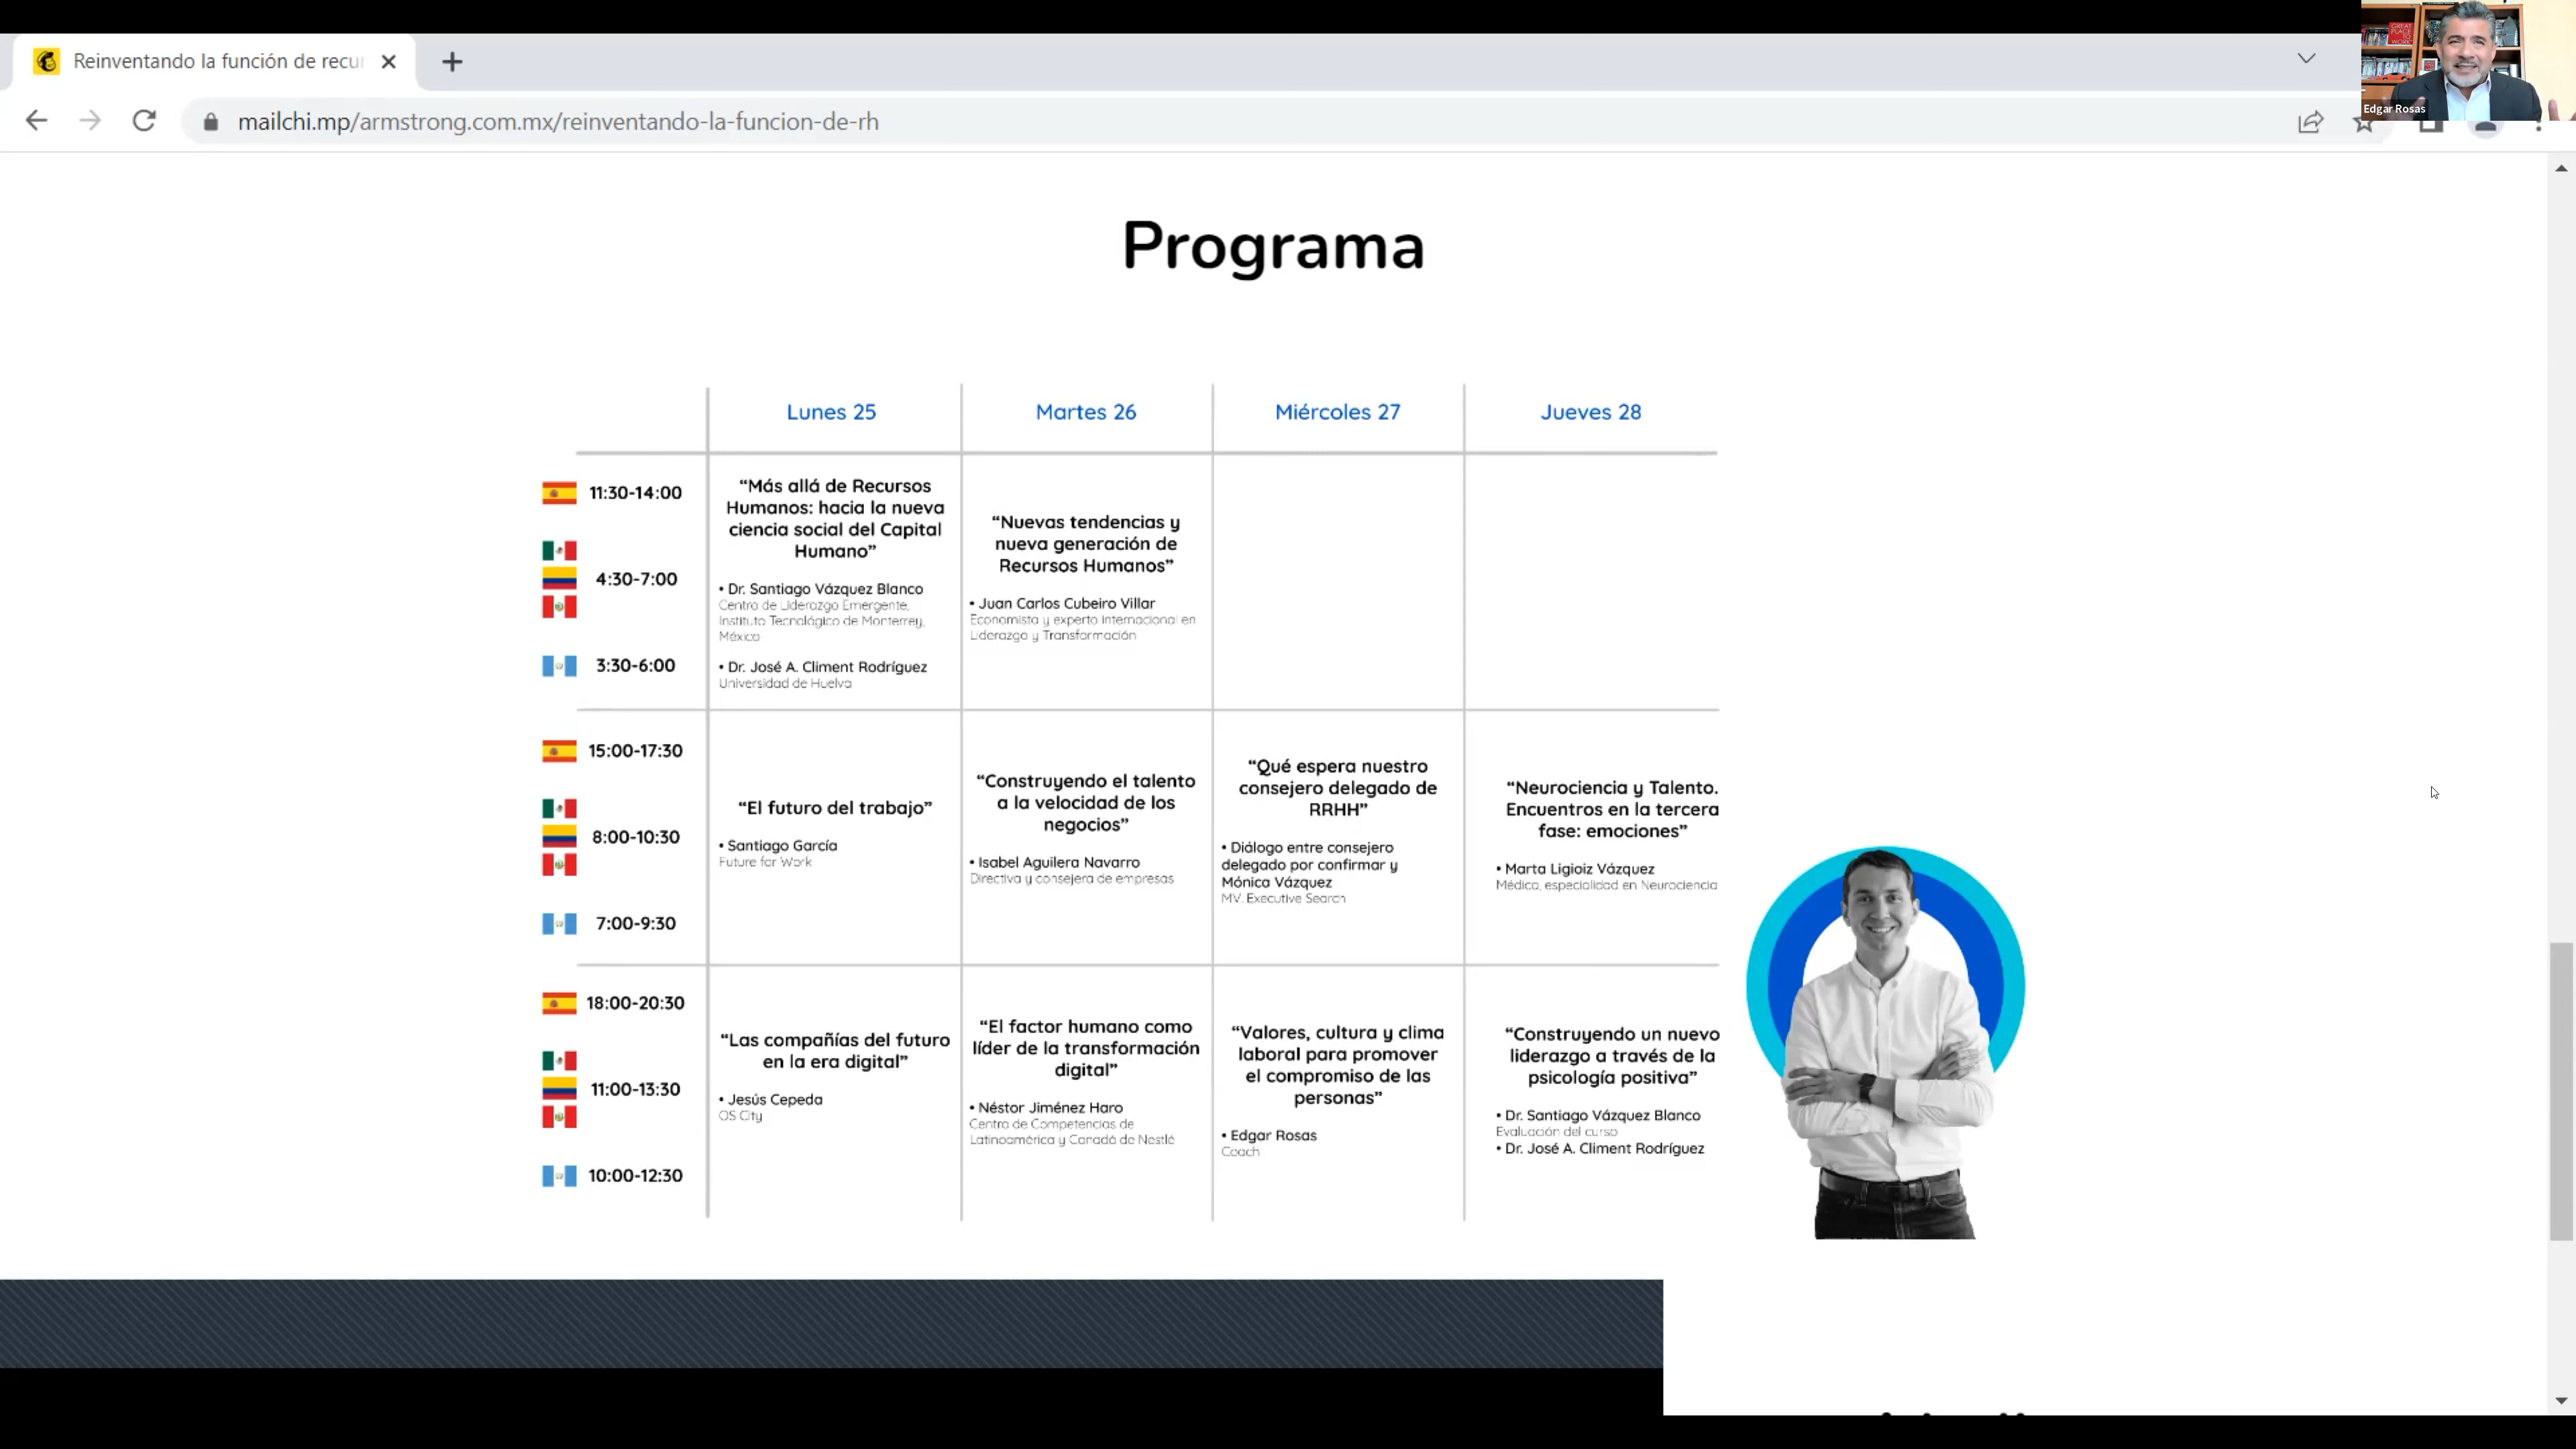 Reinventando la función de recur
mailchi.mp/armstrong.com.mx/reinventando-la-funcion-de-rh
GREAT
PLACE
TO
WORK
Edgar Rosas
Programa
Lunes 25
Martes 26
Miércoles 27
Jueves 28
11:30-14:00
4:30-7:00
3:30-6:00
“Más allá de Recursos
Humanos: hacia la nueva
ciencia social del Capital
Humano”
• Dr. Santiago Vázquez Blanco
Centro de Liderazgo Emergente,
Instituto Tecnológico de Monterrey,
México
• Dr. José A. Climent Rodríguez
Universidad de Huelva
“Nuevas tendencias y
nueva generación de
Recursos Humanos”
• Juan Carlos Cubeiro Villar
Economista y experto internacional en
Liderazgo y Transformación
15:00-17:30
8:00-10:30
7:00-9:30
“El futuro del trabajo”
• Santiago García
Future for Work
“Construyendo el talento
a la velocidad de los
negocios”
• Isabel Aguilera Navarro
Directiva y consejera de empresas
“Qué espera nuestro
consejero delegado de
RRHH”
• Diálogo entre consejero
delegado por confirmar y
Mónica Vázquez
MV. Executive Search
“Neurociencia y Talento.
Encuentros en la tercera
fase: emociones”
• Marta Ligioiz Vázquez
Médica, especialidad en Neurociencia
18:00-20:30
11:00-13:30
10:00-12:30
“Las compañías del futuro
en la era digital”
• Jesús Cepeda
OS City
“El factor humano como
líder de la transformación
digital”
• Néstor Jiménez Haro
Centro de Competencias de
Latinoamérica y Canadá de Nestlé
“Valores, cultura y clima
laboral para promover
el compromiso de las
personas”
• Edgar Rosas
Coach
“Construyendo un nuevo
liderazgo a través de la
psicología positiva”
• Dr. Santiago Vázquez Blanco
Evaluación del curso
• Dr. José A. Climent Rodríguez